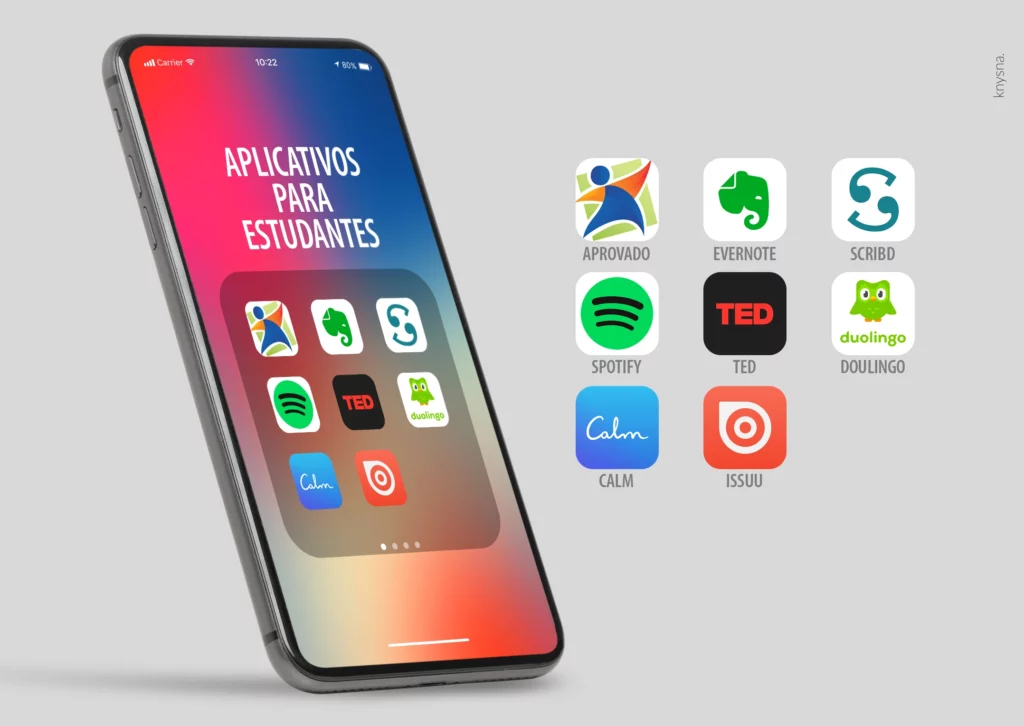 Carrier
10:22
80%
APLICATIVOS
PARA
ESTUDANTES
TED
duolingo
Calm
knysna.
APROVADO
EVERNOTE
SCRIBD
TED
duolingo
SPOTIFY
TED
DOULINGO
Calm
CALM
ISSUU